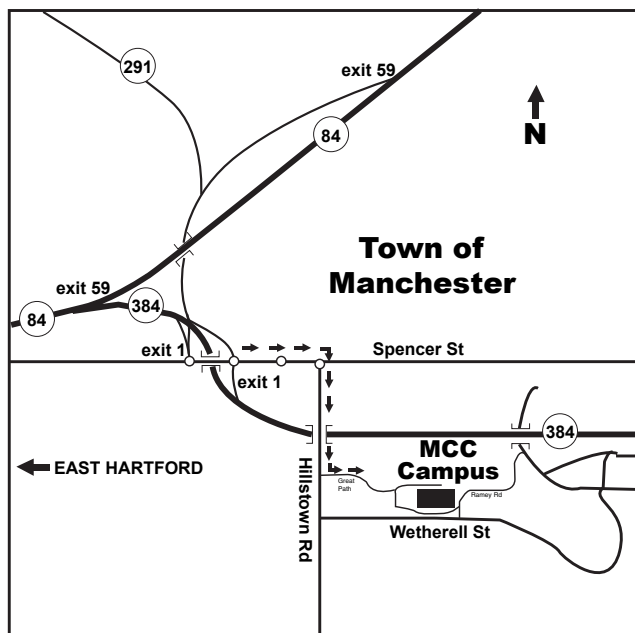 291
exit 59
84
N
Town of
Manchester
exit 59
384
84
exit 1
Spencer St
exit 1
384
MCC
Campus
EAST HARTFORD
Great
Path
Ramey Rd
Hillstown Rd
Wetherell St